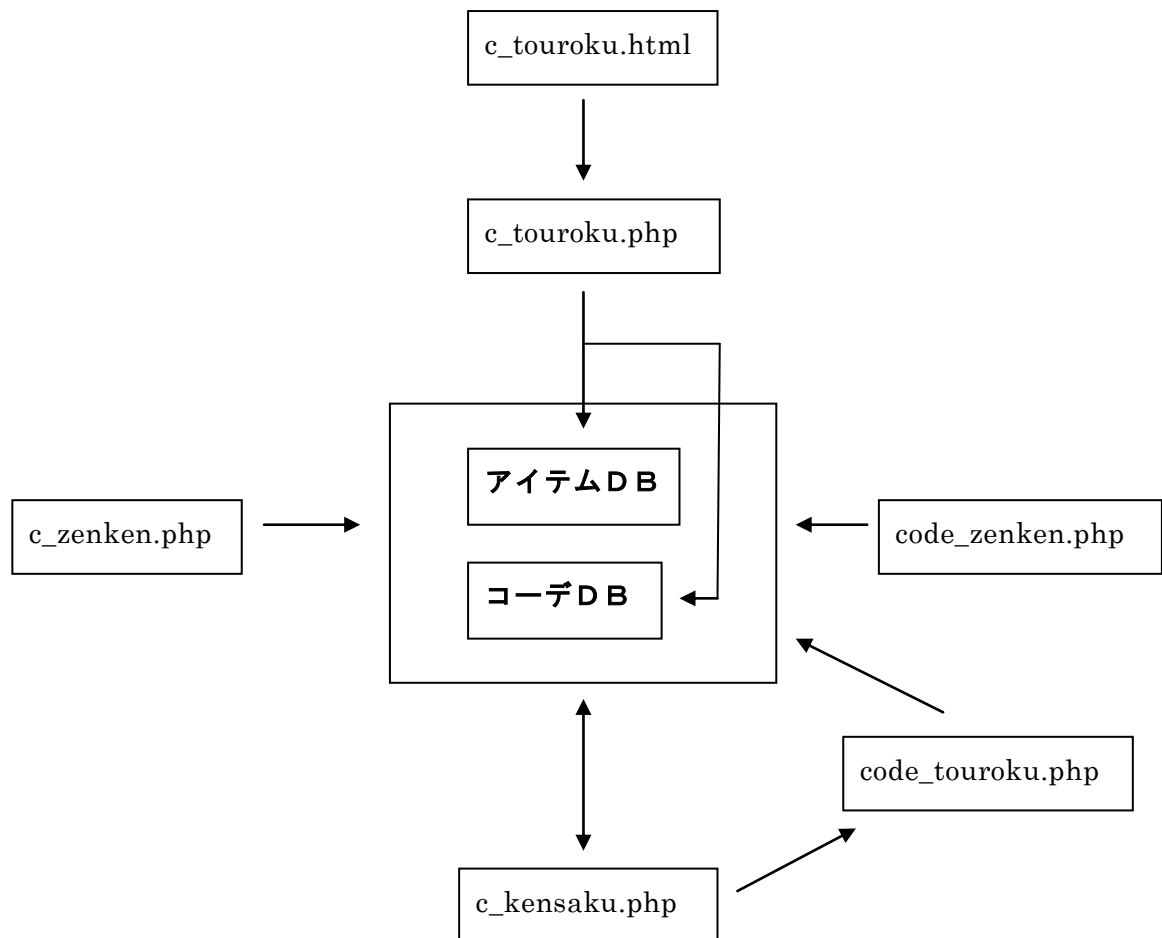 c_touroku.html
c_touroku.php
アイテムＤＢ
c_zenken.php
code_zenken.php
コーデＤＢ
code_touroku.php
c_kensaku.php